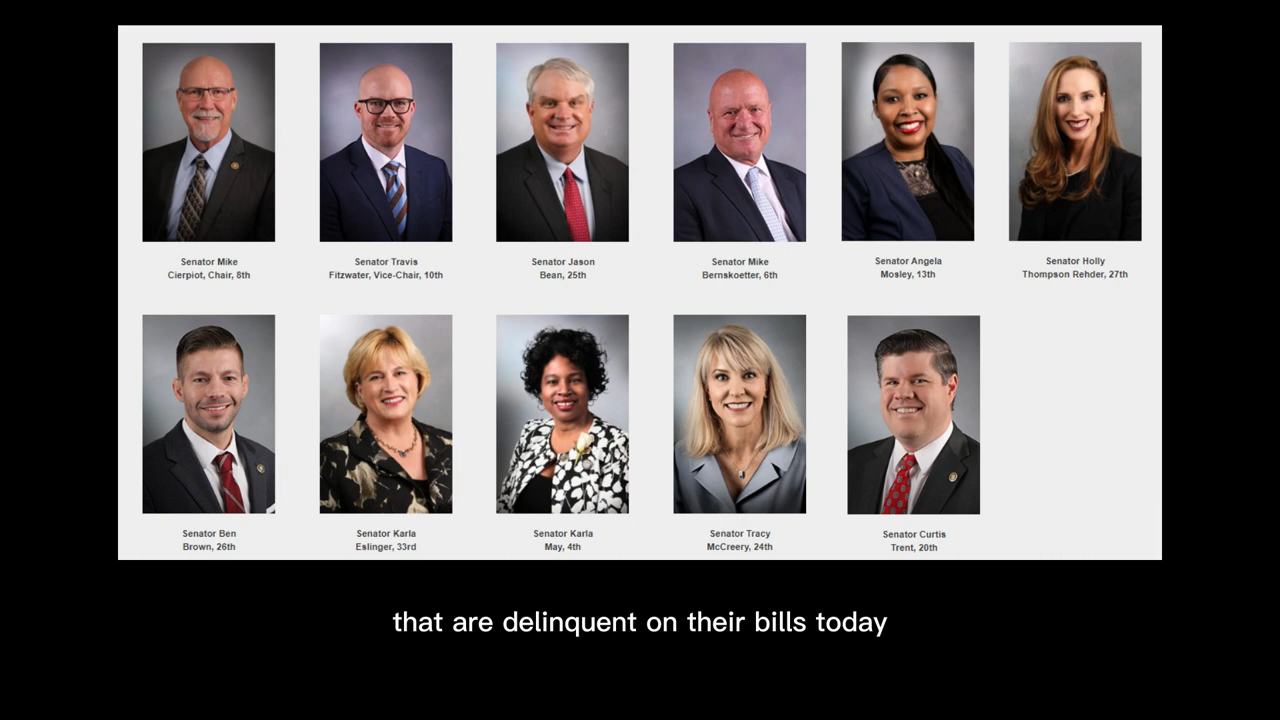 Senator Mike
Cierpiot, Chair, 8th
Senator Travis
Fitzwater, Vice-Chair, 10th
Senator Jason
Bean, 25th
Senator Mike
Bernskoetter, 6th
Senator Angela
Mosley, 13th
Senator Holly
Thompson Rehder, 27th
Senator Ben
Brown, 26th
Senator Karla
Eslinger, 33rd
Senator Karla
May, 4th
Senator Tracy
McCreery, 24th
Senator Curtis
Trent, 20th
that are delinquent on their bills today